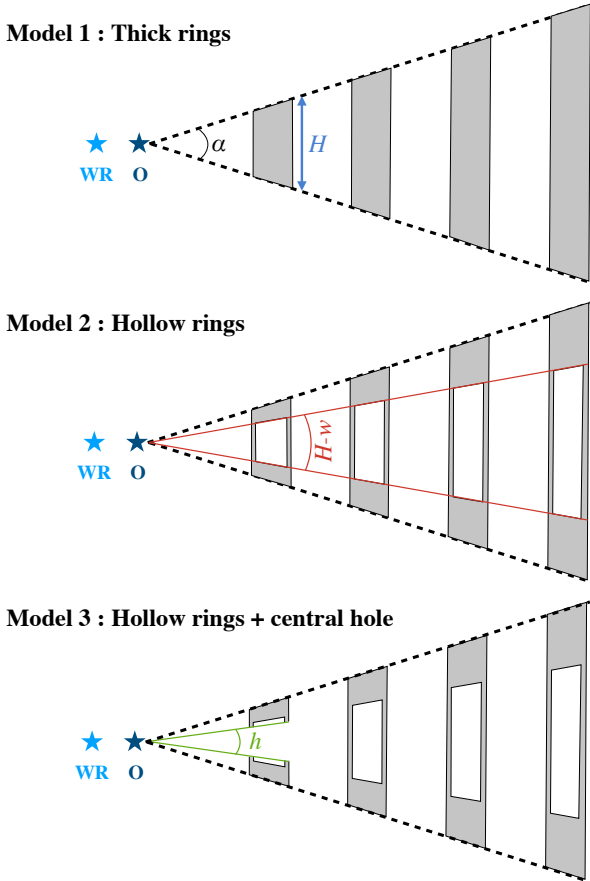 Model 1 : Thick rings
α
H
WR O
Model 2 : Hollow rings
H-w
WR O
Model 3 : Hollow rings + central hole
h
WR O